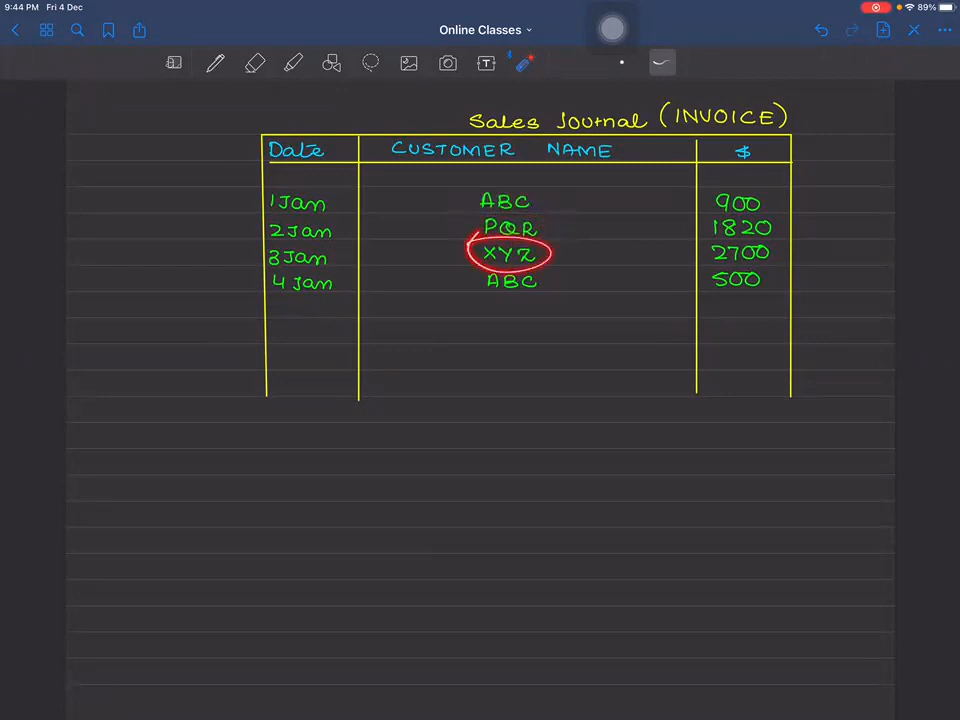 9:44 PM Fri 4 Dec 89%
Online Classes
T
Sales Journal (INVOICE)
Date CUSTOMER NAME $
1 Jan ABC 900
2 Jan PQR 1820
3 Jan XYZ 2700
4 Jan ABC 500